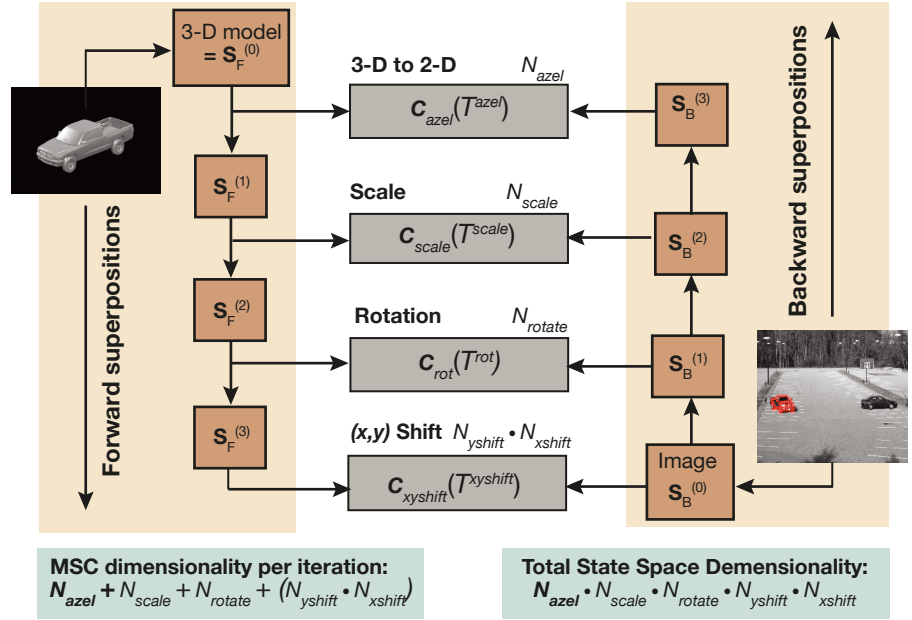 3-D model
= S_F^(0)
3-D to 2-D N_azel
C_azel(T^azel)
S_B^(3)
S_F^(1)
Scale N_scale
C_scale(T^scale)
S_B^(2)
S_F^(2)
Rotation N_rotate
C_rot(T^rot)
S_B^(1)
S_F^(3)
(x,y) Shift N_yshift • N_xshift
C_xyshift(T^xyshift)
Image
S_B^(0)
Forward superpositions
Backward superpositions
MSC dimensionality per iteration:
N_azel + N_scale + N_rotate + (N_yshift • N_xshift)
Total State Space Demensionality:
N_azel • N_scale • N_rotate • N_yshift • N_xshift